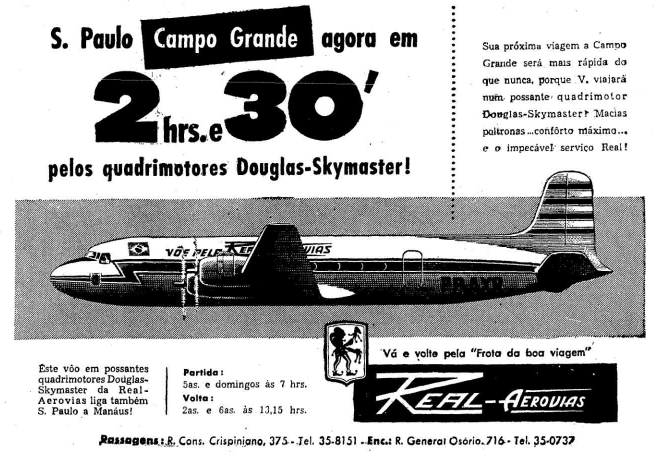 S. Paulo Campo Grande agora em
2 hrs. e 30'
pelos quadrimotores Douglas-Skymaster!
Sua próxima viagem a Campo
Grande será mais rápida do
que nunca, porque V. viajará
num possante quadrimotor
Douglas-Skymaster! Macias
poltronas...confôrto máximo...
e o impecável serviço Real!
VÔE PELA REAL AEROVIAS
Êste vôo em possantes
quadrimotores Douglas-
Skymaster da Real-
Aerovias liga também
S. Paulo a Manáus!
Partida:
5as. e domingos às 7 hrs.
Volta:
2as. e 6as. às 13,15 hrs.
Vá e volte pela "Frota da boa viagem"
REAL-AEROVIAS
Passagens: R. Cons. Crispiniano, 375 - Tel. 35-8151 - Enc.: R. General Osório, 716 - Tel. 35-0737